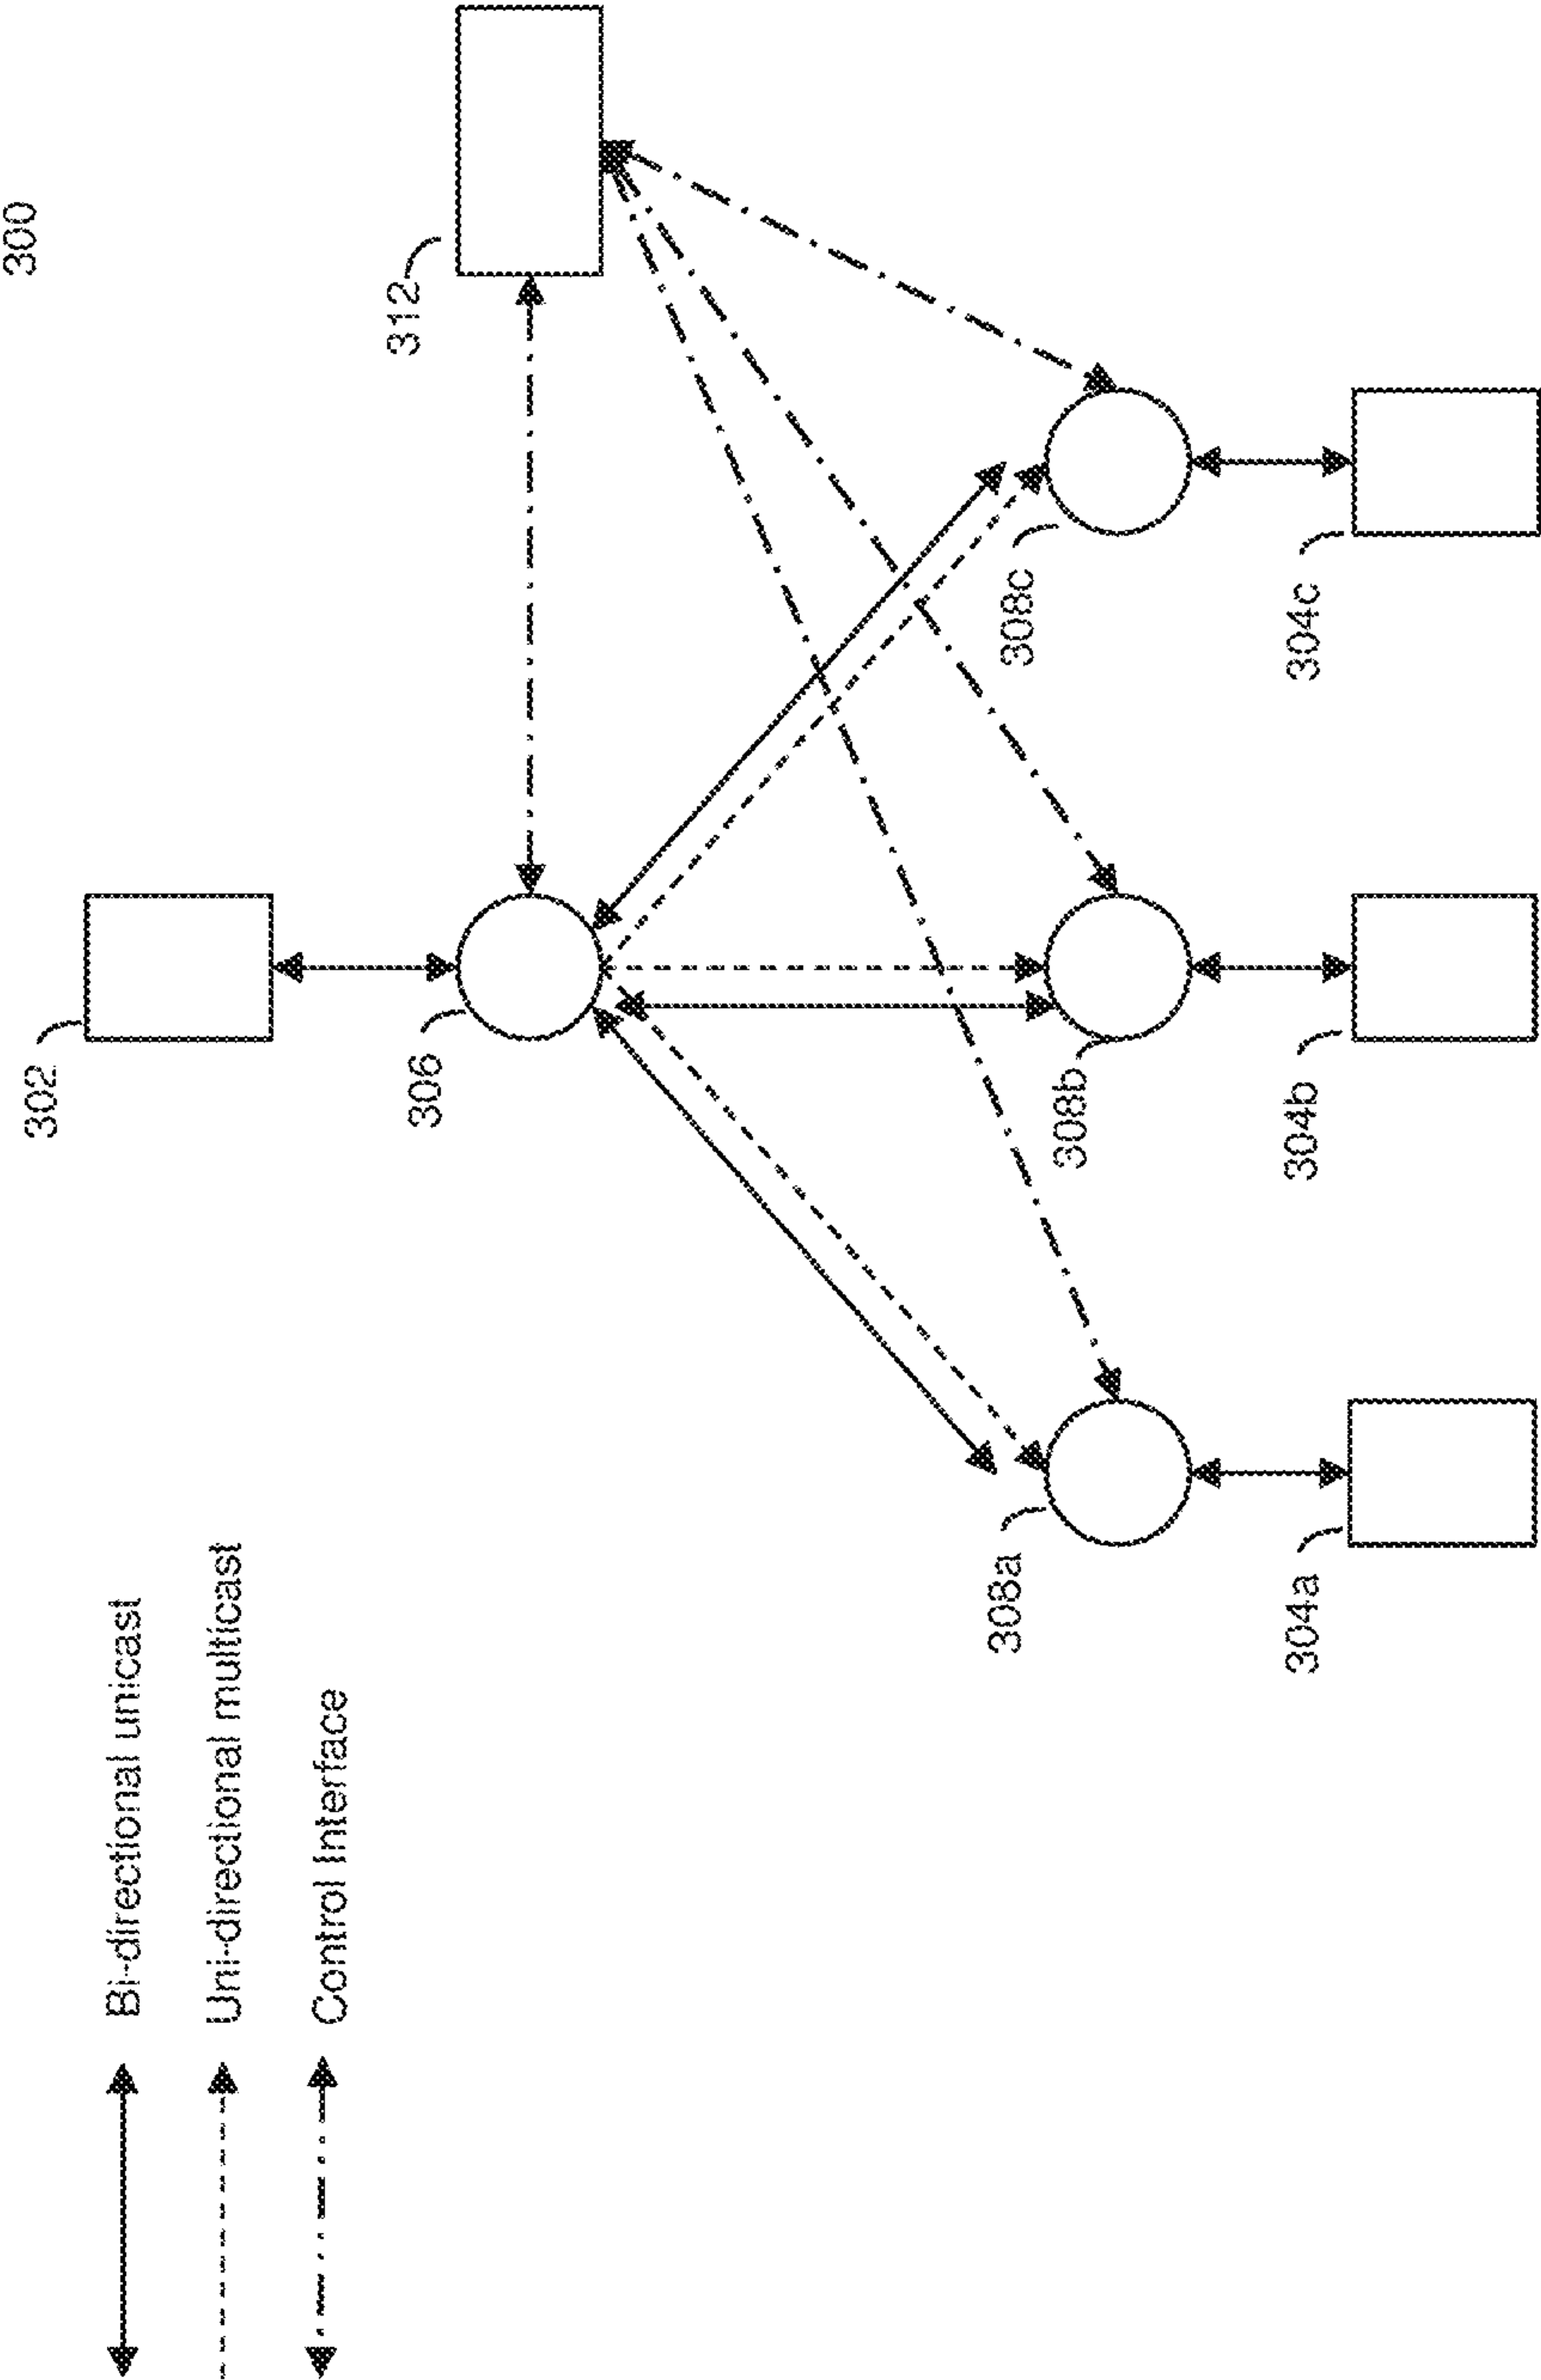 300
Bi-directional unicast
Uni-directional multicast
Control Interface
302
306
312
308a
308b
308c
304a
304b
304c